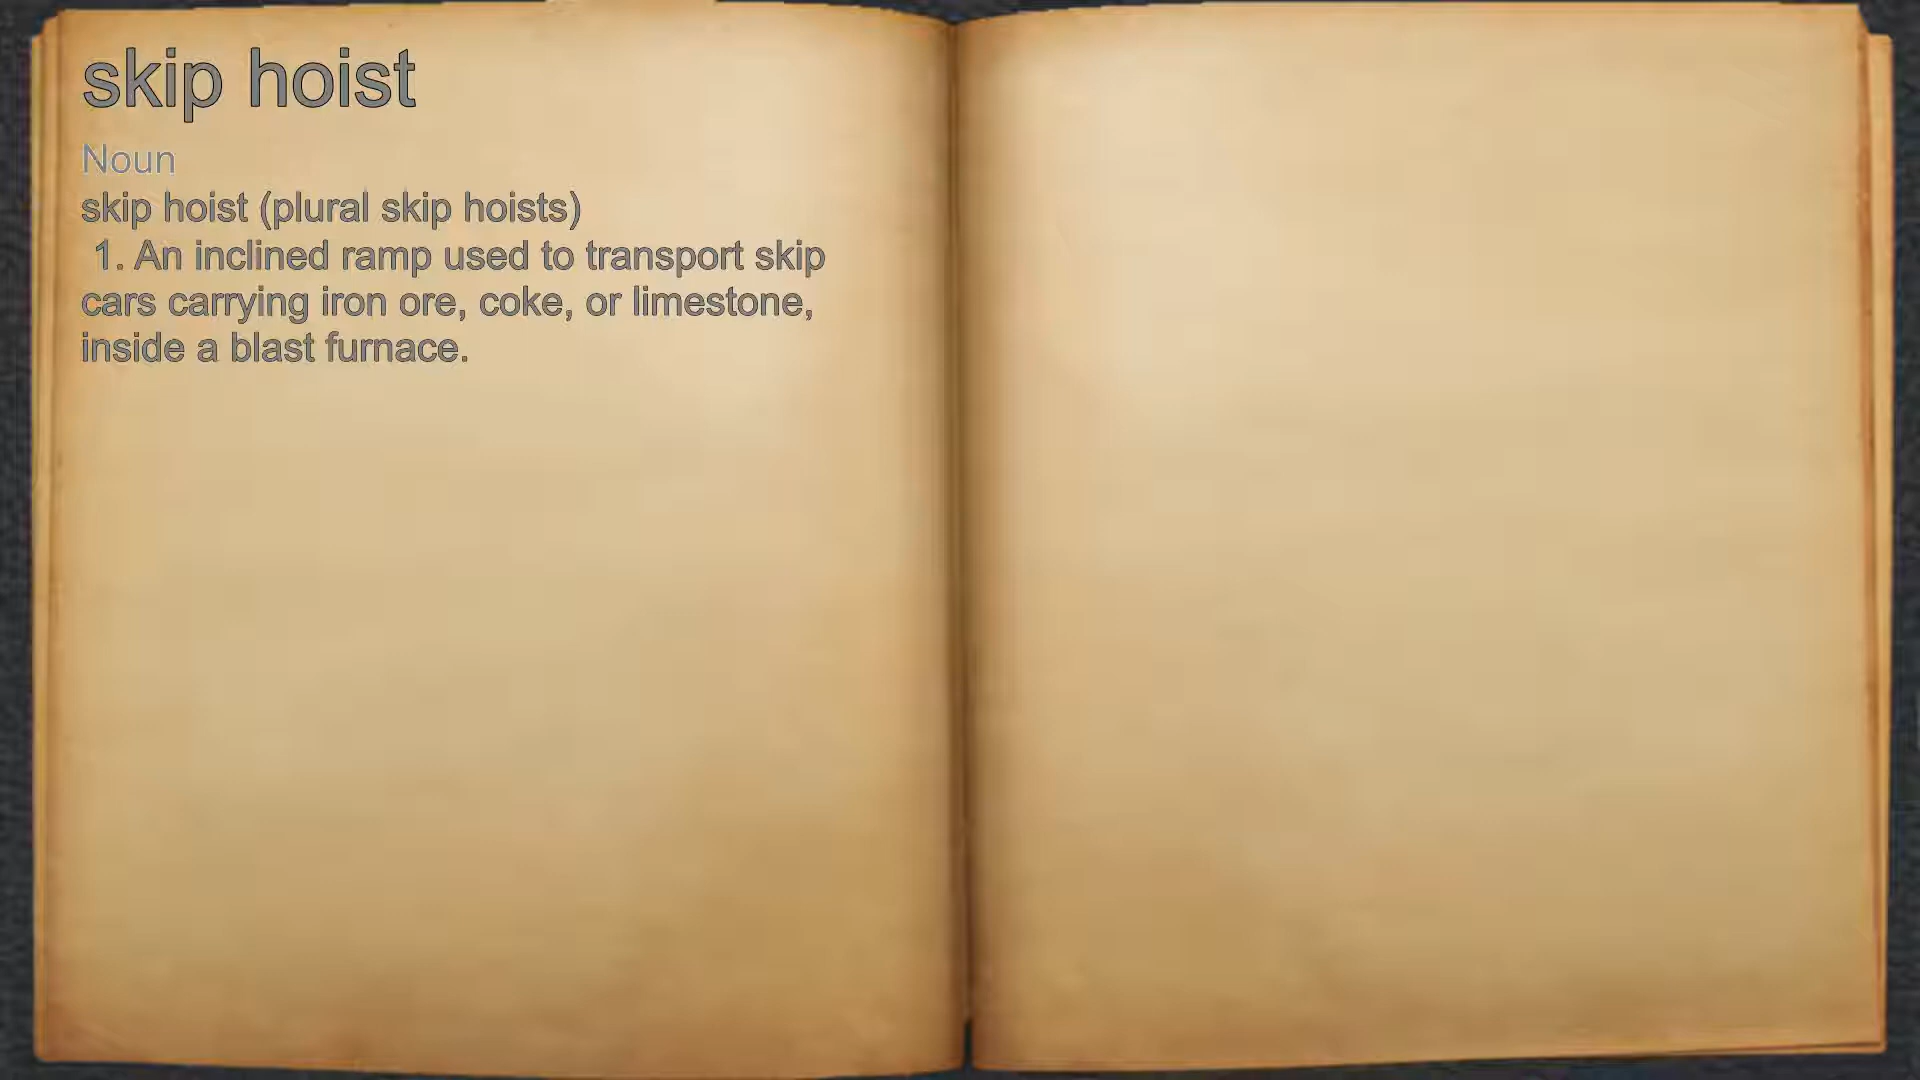 skip hoist
Noun
skip hoist (plural skip hoists)
1. An inclined ramp used to transport skip
cars carrying iron ore, coke, or limestone,
inside a blast furnace.